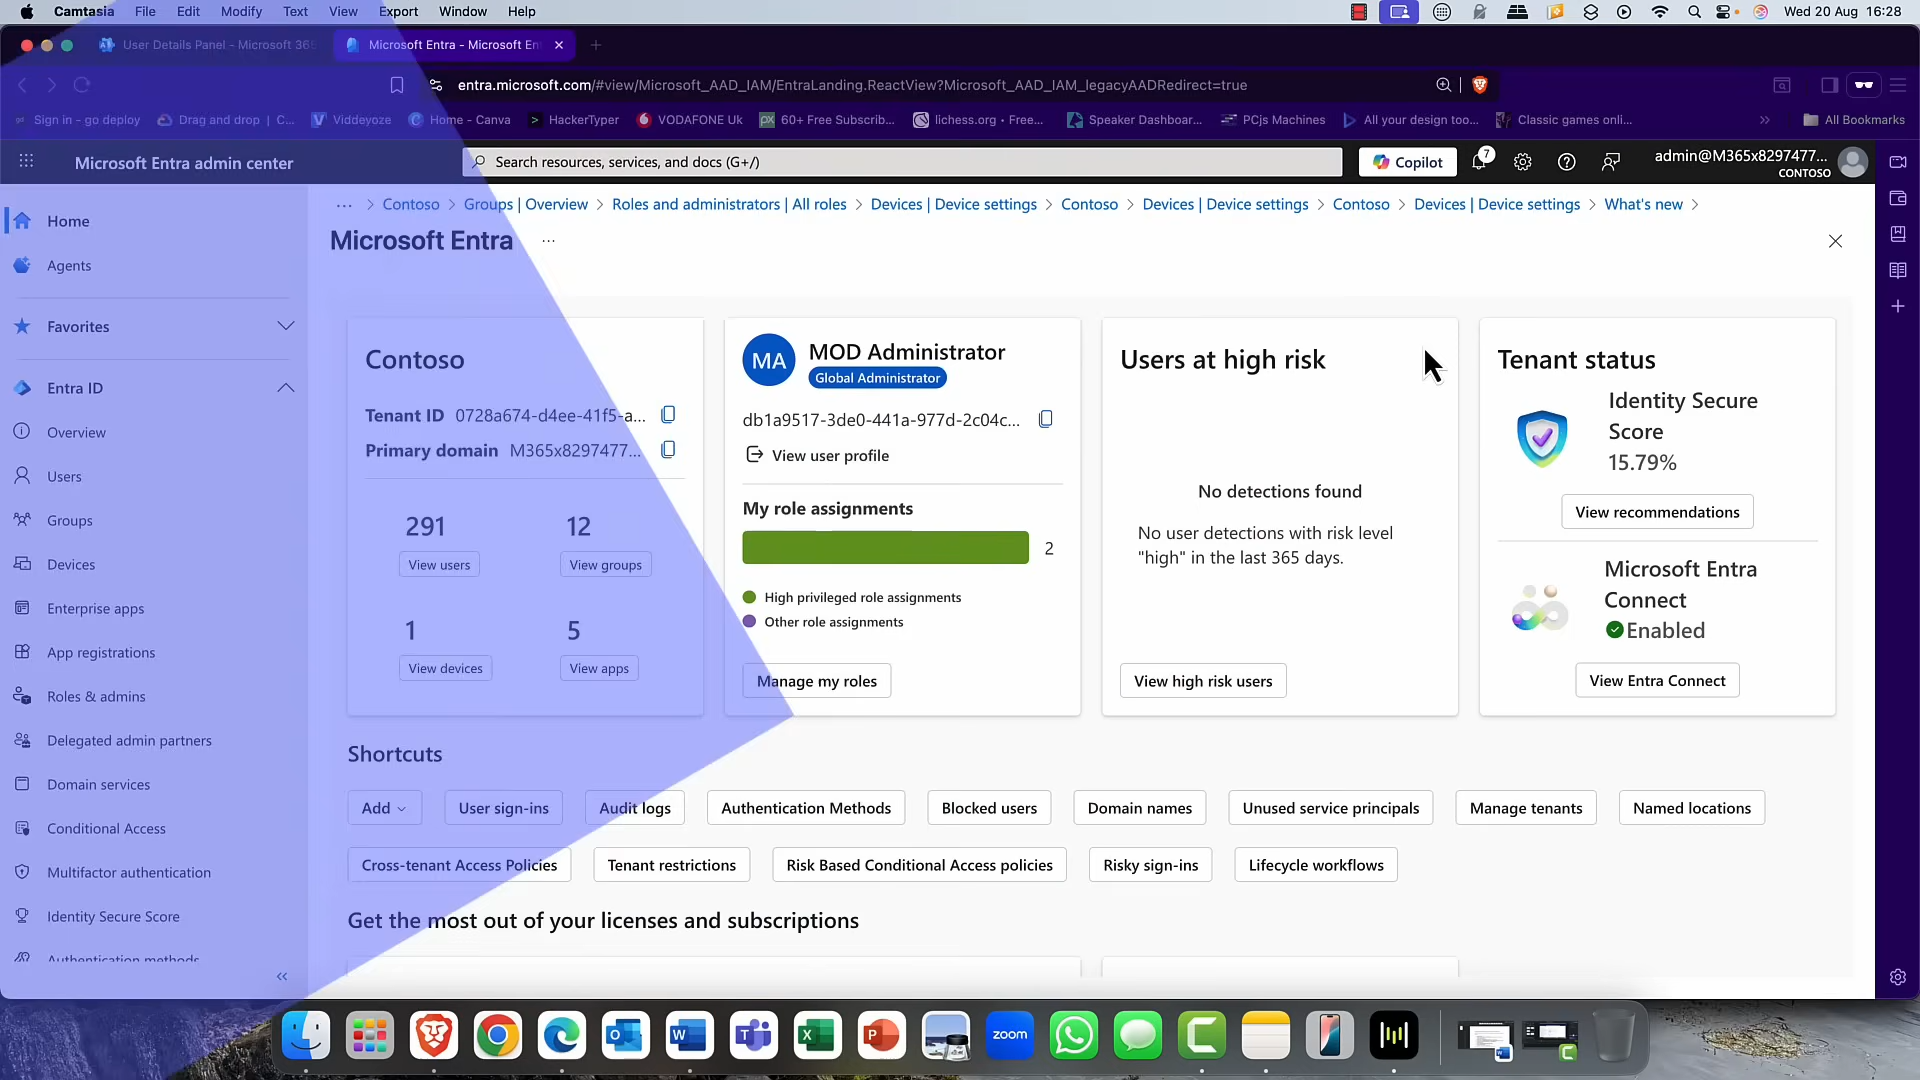 Camtasia File Edit Modify Text View Export Window Help Wed 20 Aug 16:28
User Details Panel - Microsoft 365 Microsoft Entra - Microsoft En
entra.microsoft.com/#view/Microsoft_AAD_IAM/EntraLanding.ReactView?Microsoft_AAD_IAM_legacyAADRedirect=true
Sign in - go deploy Drag and drop | C... Viddeyoze Home - Canva HackerTyper VODAFONE Uk 60+ Free Subscrib... lichess.org • Free... Speaker Dashboar... PCjs Machines All your design too... Classic games onli... All Bookmarks
Microsoft Entra admin center Search resources, services, and docs (G+/) Copilot 7 admin@M365x8297477...
CONTOSO
... > Contoso > Groups | Overview > Roles and administrators | All roles > Devices | Device settings > Contoso > Devices | Device settings > Contoso > Devices | Device settings > What's new >
Microsoft Entra ...
Home
Agents
Favorites
Entra ID
Overview
Users
Groups
Devices
Enterprise apps
App registrations
Roles & admins
Delegated admin partners
Domain services
Conditional Access
Multifactor authentication
Identity Secure Score
Authentication methods
Contoso
Tenant ID 0728a674-d4ee-41f5-a...
Primary domain M365x8297477...
291 12
View users View groups
1 5
View devices View apps
MA MOD Administrator
Global Administrator
db1a9517-3de0-441a-977d-2c04c...
View user profile
My role assignments
2
High privileged role assignments
Other role assignments
Manage my roles
Users at high risk
No detections found
No user detections with risk level
"high" in the last 365 days.
View high risk users
Tenant status
Identity Secure
Score
15.79%
View recommendations
Microsoft Entra
Connect
Enabled
View Entra Connect
Shortcuts
Add User sign-ins Audit logs Authentication Methods Blocked users Domain names Unused service principals Manage tenants Named locations
Cross-tenant Access Policies Tenant restrictions Risk Based Conditional Access policies Risky sign-ins Lifecycle workflows
Get the most out of your licenses and subscriptions
zoom